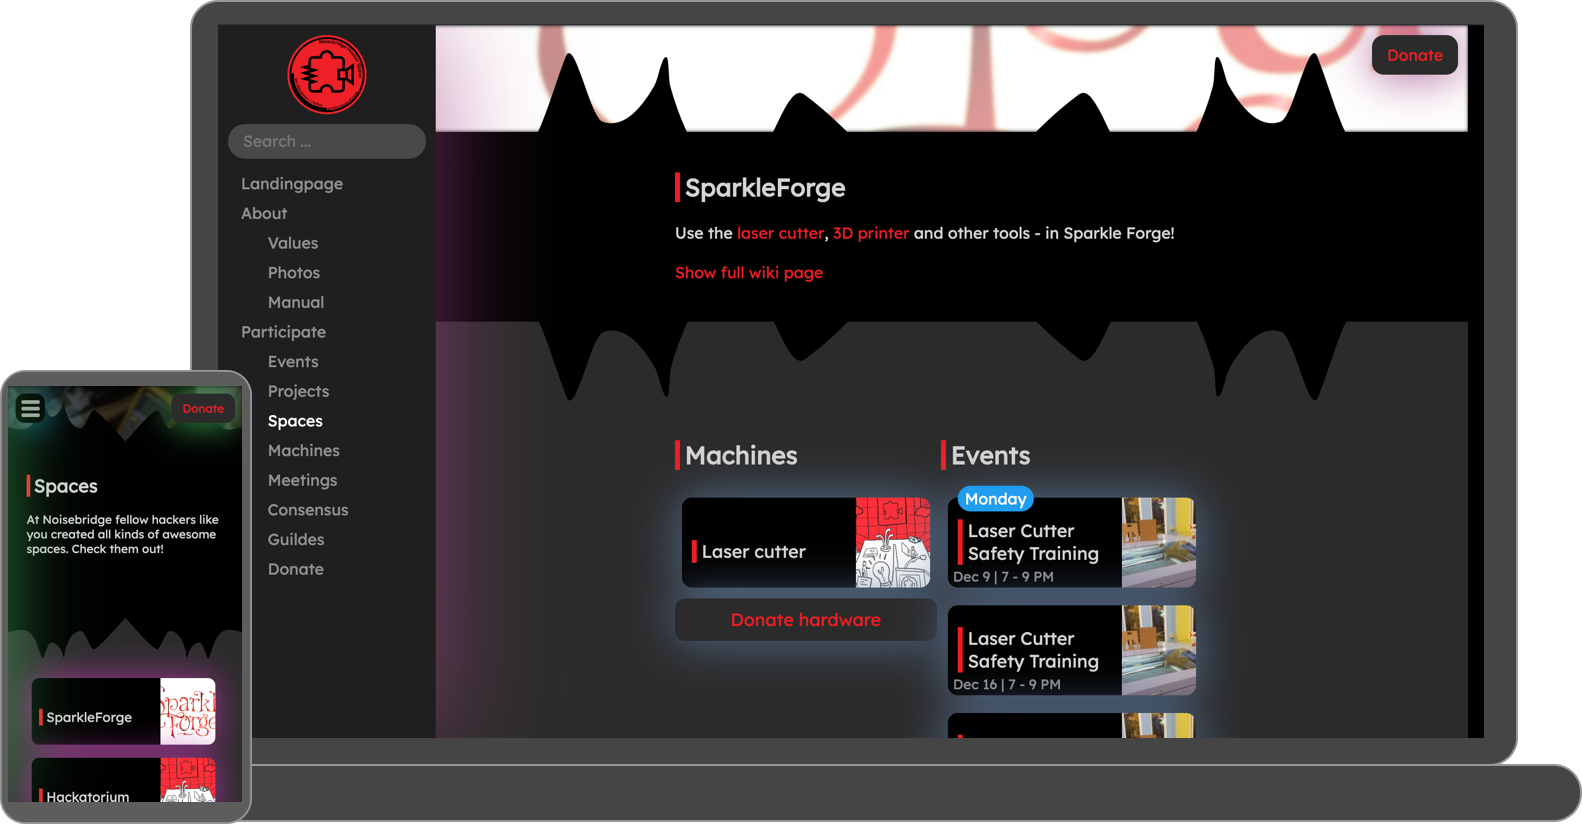 Donate
Search ...
Landingpage
About
Values
Photos
Manual
Participate
Events
Projects
Spaces
Machines
Meetings
Consensus
Guildes
Donate
SparkleForge
Use the laser cutter, 3D printer and other tools - in Sparkle Forge!
Show full wiki page
Machines
Laser cutter
Donate hardware
Events
Monday
Laser Cutter
Safety Training
Dec 9 | 7 - 9 PM
Laser Cutter
Safety Training
Dec 16 | 7 - 9 PM
Donate
Spaces
At Noisebridge fellow hackers like
you created all kinds of awesome
spaces. Check them out!
SparkleForge
Sparkl
Forge
Hackatorium